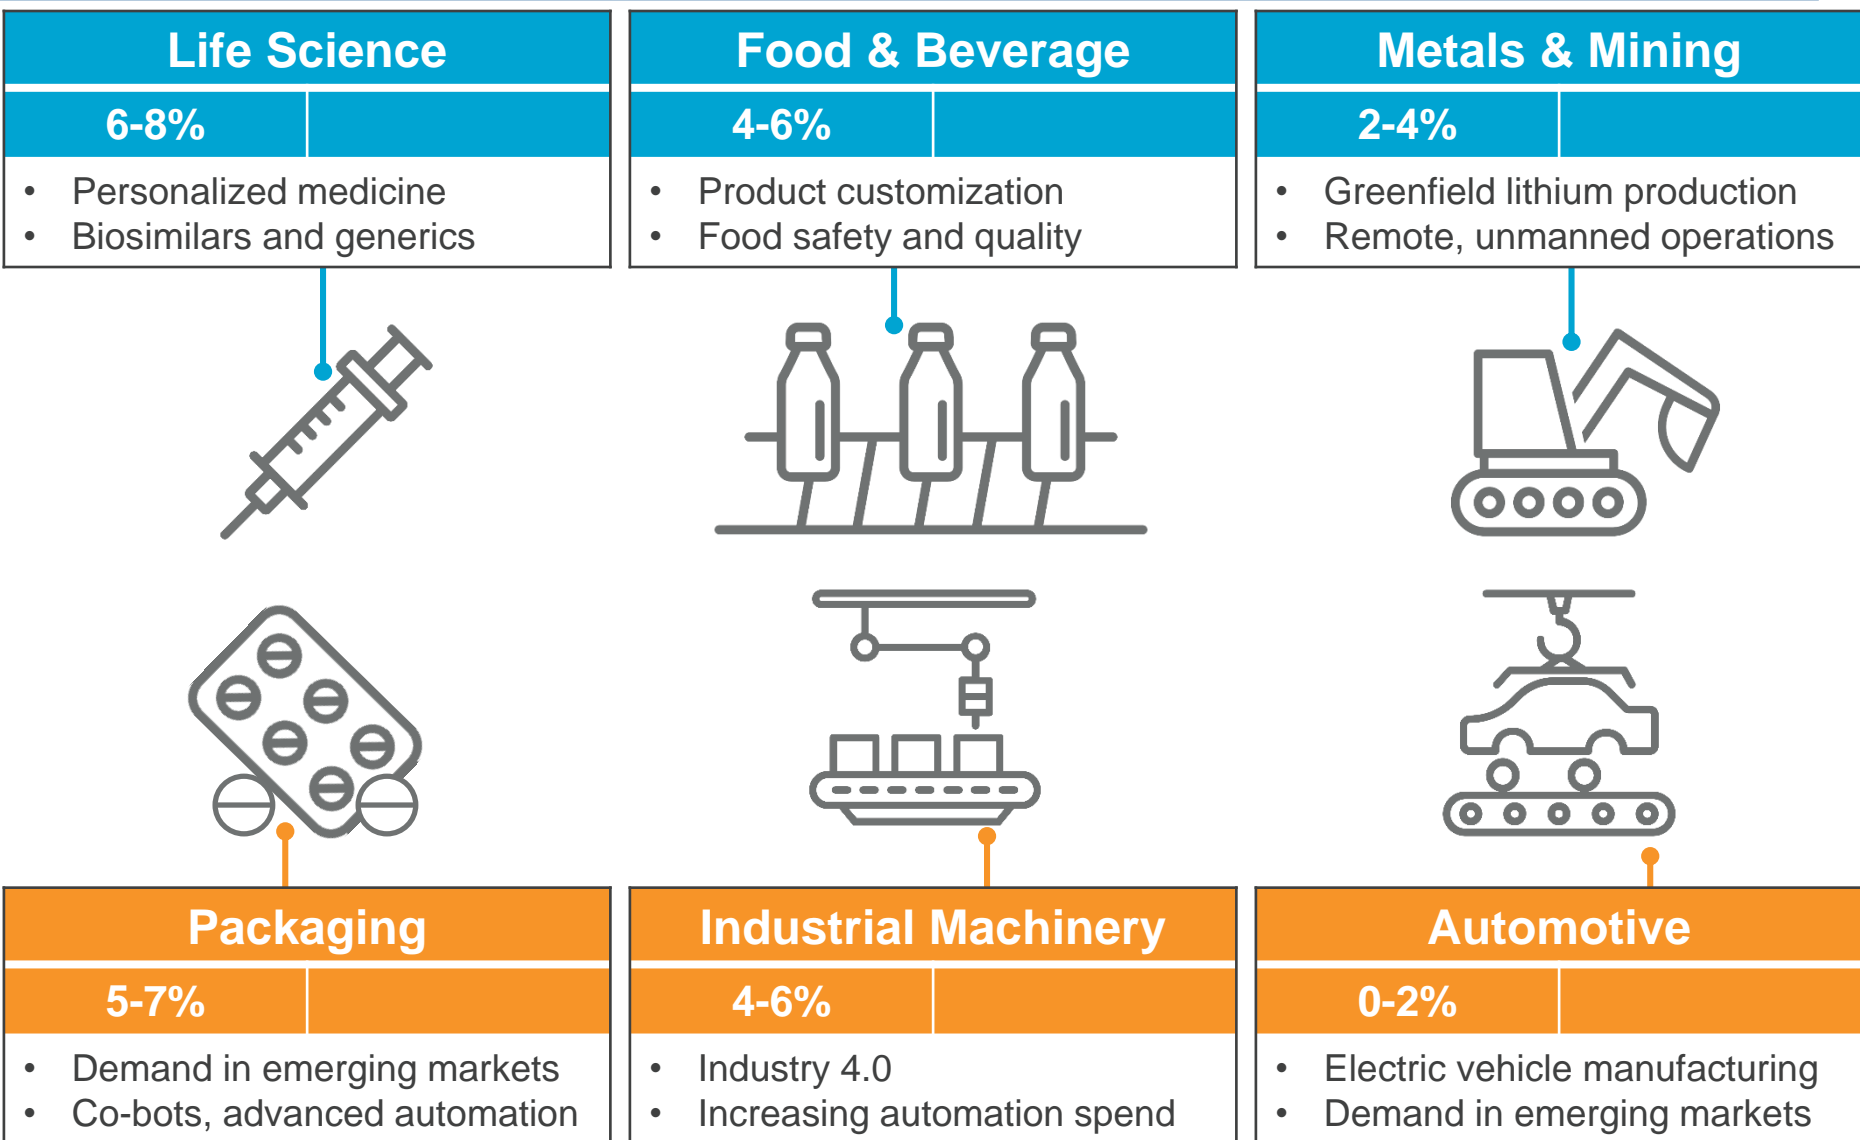 Life Science
6-8%
• Personalized medicine
• Biosimilars and generics
Food & Beverage
4-6%
• Product customization
• Food safety and quality
Metals & Mining
2-4%
• Greenfield lithium production
• Remote, unmanned operations
Packaging
5-7%
• Demand in emerging markets
• Co-bots, advanced automation
Industrial Machinery
4-6%
• Industry 4.0
• Increasing automation spend
Automotive
0-2%
• Electric vehicle manufacturing
• Demand in emerging markets